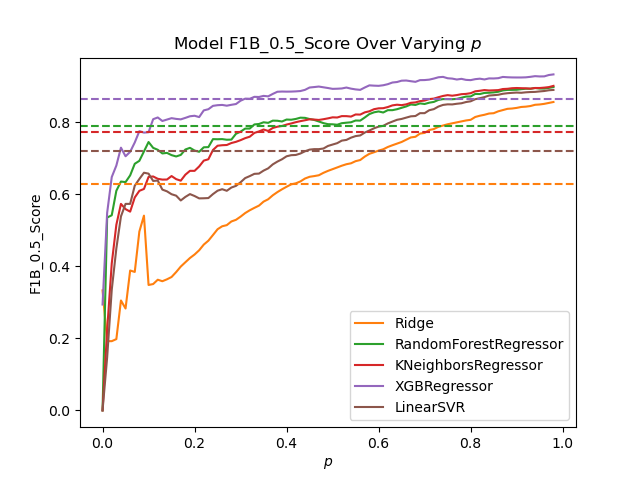 Model F1B_0.5_Score Over Varying p
F1B_0.5_Score
0.8
0.6
0.4
0.2
0.0
Ridge
RandomForestRegressor
KNeighborsRegressor
XGBRegressor
LinearSVR
0.0 0.2 0.4 0.6 0.8 1.0
p